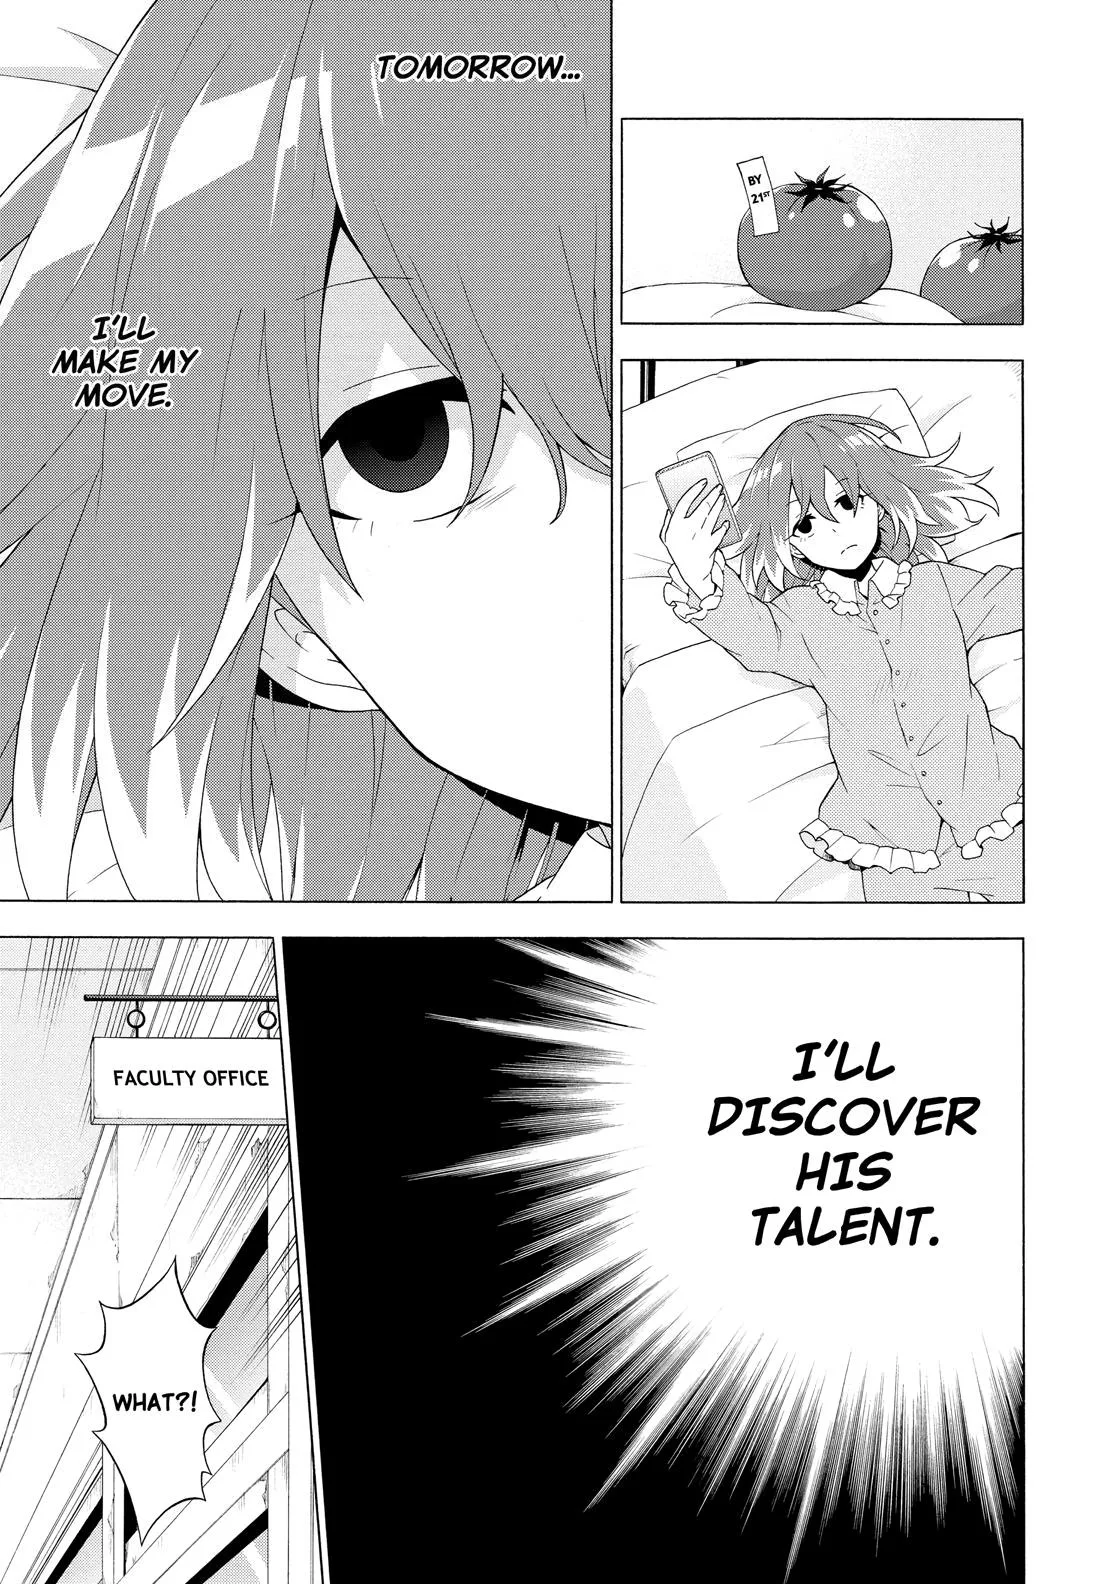 BY
21ST
TOMORROW...
I'LL
MAKE MY
MOVE.
I'LL
DISCOVER
HIS
TALENT.
FACULTY OFFICE
WHAT?!